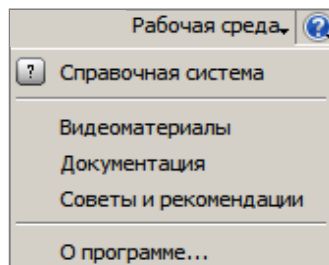 Рабочая среда
Справочная система
Видеоматериалы
Документация
Советы и рекомендации
О программе...